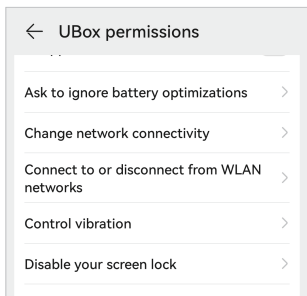 UBox permissions
Ask to ignore battery optimizations
Change network connectivity
Connect to or disconnect from WLAN
networks
Control vibration
Disable your screen lock